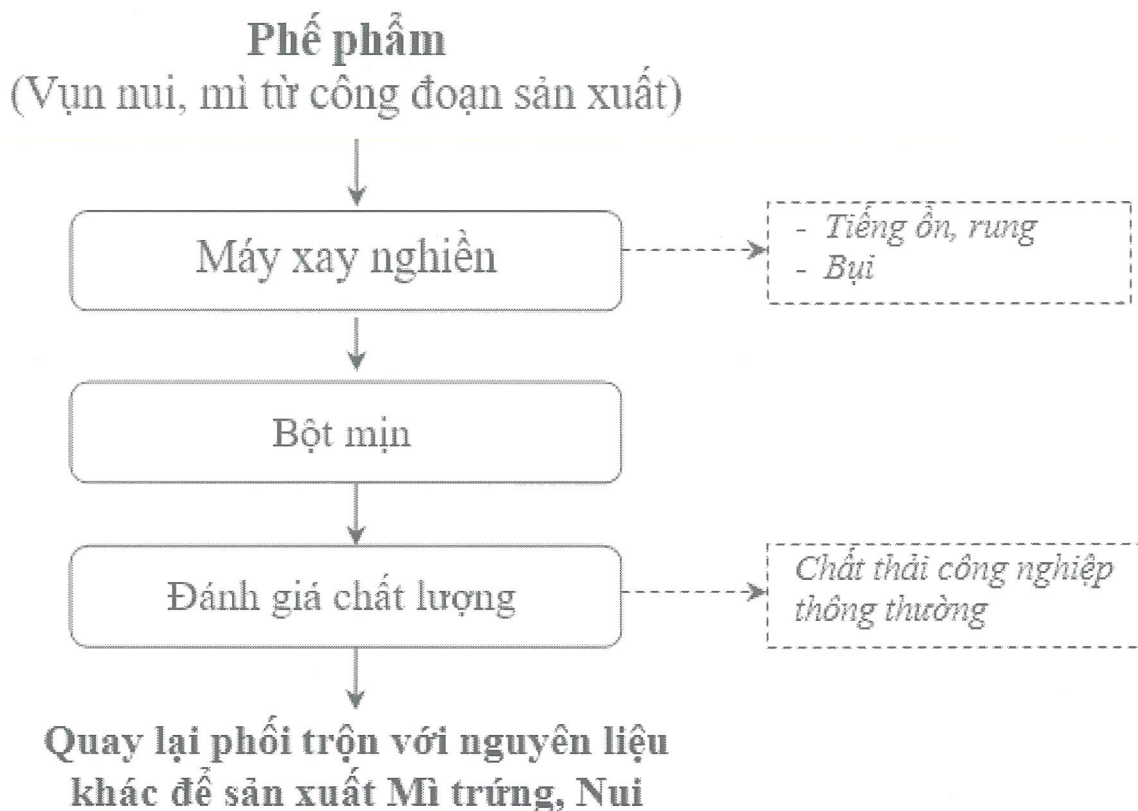 Phế phẩm
(Vụn nui, mì từ công đoạn sản xuất)
Máy xay nghiền
- Tiếng ồn, rung
- Bụi
Bột mịn
Đánh giá chất lượng
Chất thải công nghiệp
thông thường
Quay lại phối trộn với nguyên liệu
khác để sản xuất Mì trứng, Nui